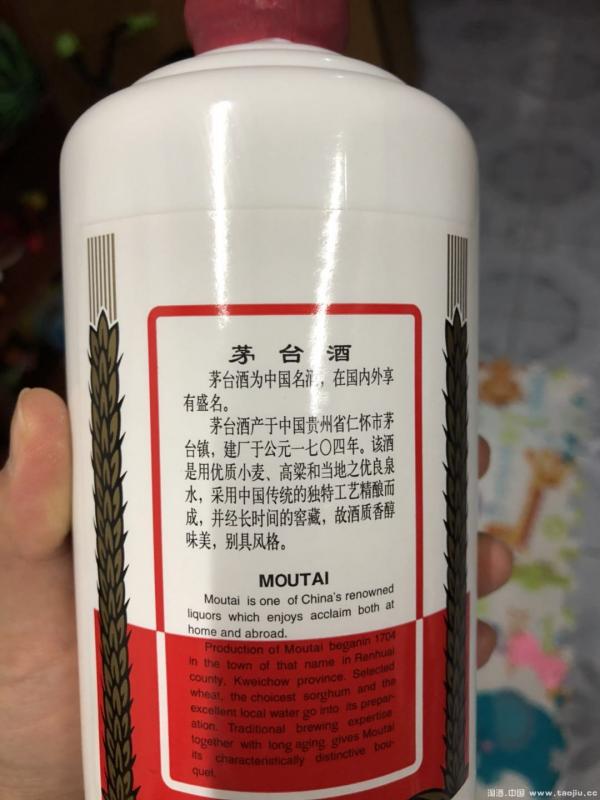 茅台酒
茅台酒为中国名酒，在国内外享
有盛名。
茅台酒产于中国贵州省仁怀市茅
台镇，建厂于公元一七〇四年。该酒
是用优质小麦、高粱和当地之优良泉
水，采用中国传统的独特工艺精酿而
成，并经长时间的窖藏，故酒质香醇
味美，别具风格。
MOUTAI
Moutai is one of China's renowned
liquors which enjoys acclaim both at
home and abroad.
Production of Moutai beganin 1704
in the town of that name in Renhuai
county, Kweichow province. Selected
wheat, the choicest sorghum and the
excellent local water go into its prepar-
ation. Traditional brewing expertise
together with long aging gives Moutai
its characteristically distinctive bou-
quet.
淘酒.中国 www.taojiu.cc